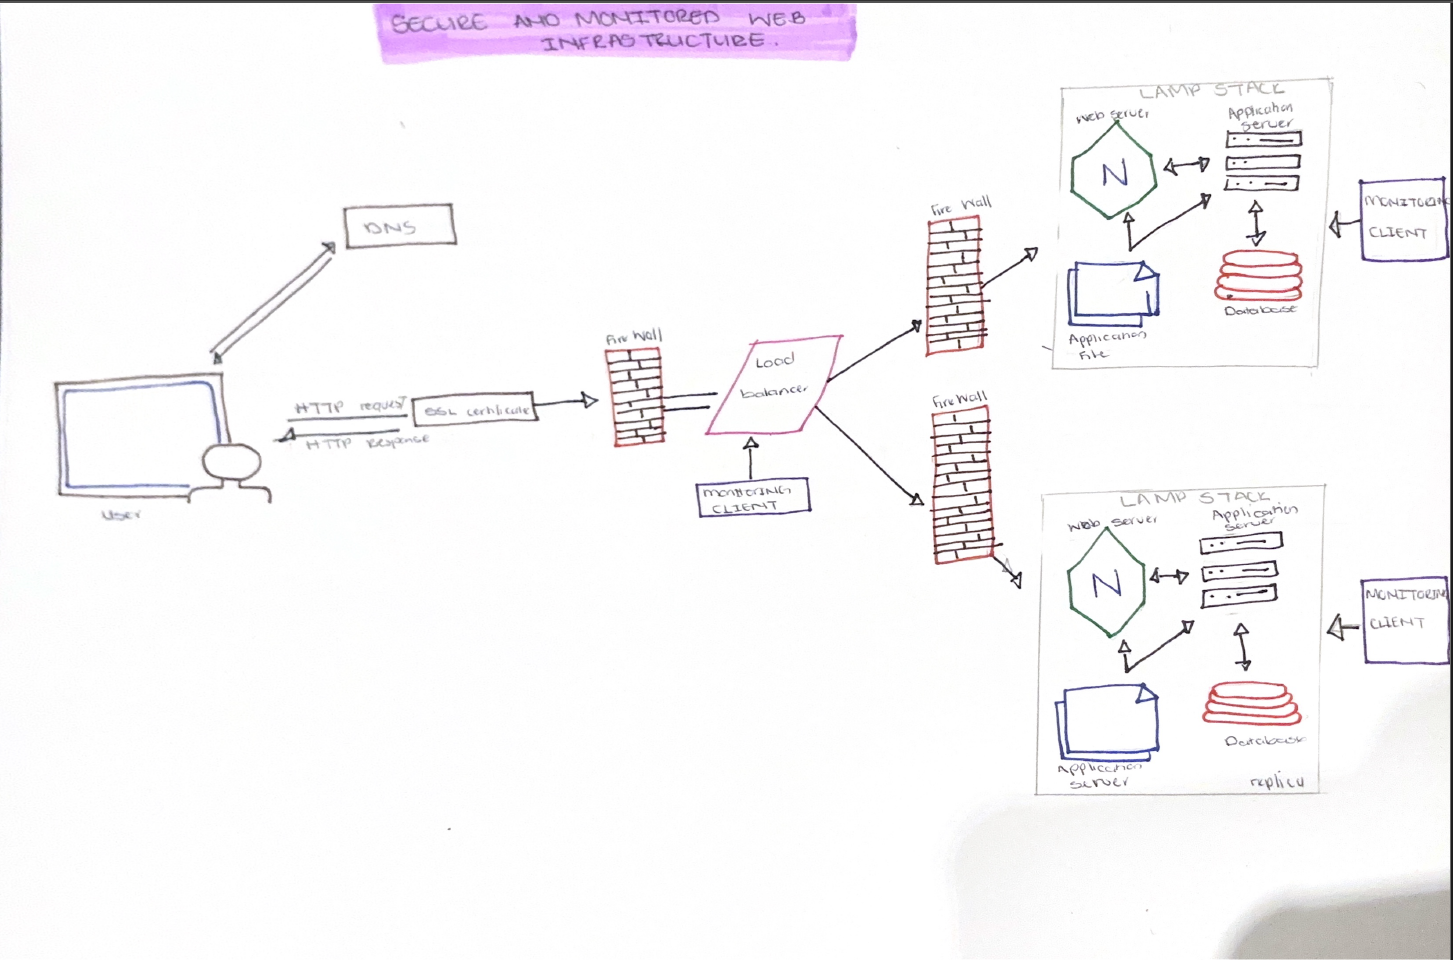 SECURE AND MONITORED WEB
INFRASTRUCTURE.
DNS
User
HTTP request
HTTP Response
SSL certificate
Fire Wall
Load
balancer
MONITORING
CLIENT
Fire Wall
Fire Wall
LAMP STACK
Web server
Application
server
N
Application
File
Database
MONITORIN
CLIENT
LAMP STACK
Web server
Application
server
N
Application
server
Database
replica
MONITORIN
CLIENT